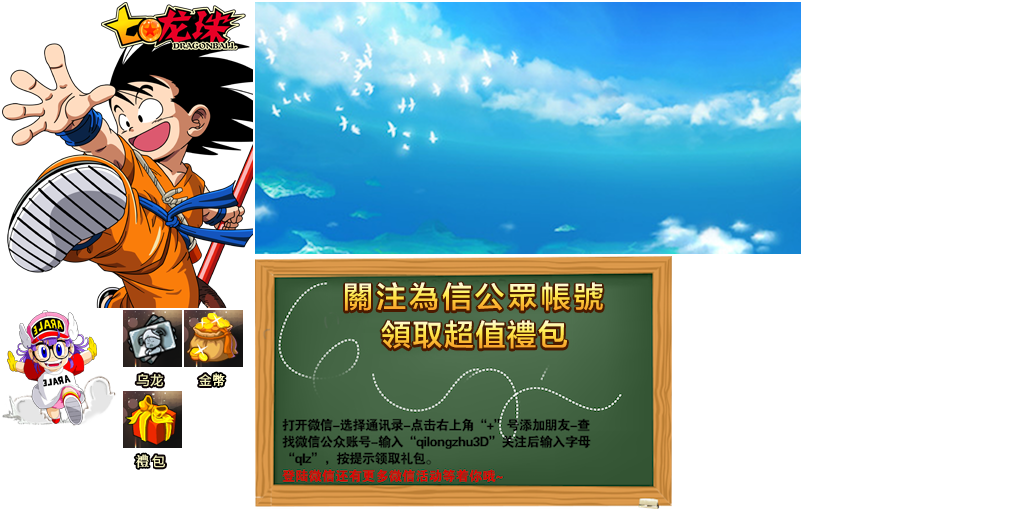 七龙珠
DRAGONBALL
ARALE
ARALE
乌龙
金幣
禮包
關注為信公眾帳號
領取超值禮包
打开微信–选择通讯录–点击右上角“+”号添加朋友–查
找微信公众账号–输入“qilongzhu3D”关注后输入字母
“qlz”，按提示领取礼包。
登陆微信还有更多微信活动等着你哦~